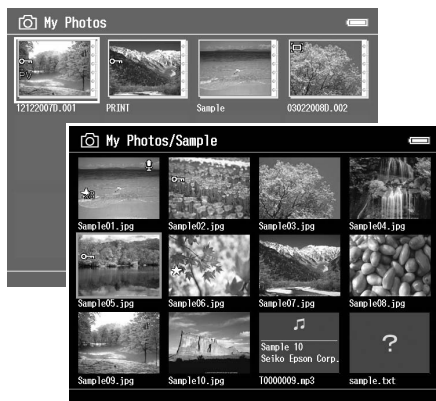 My Photos
12122007D.001 PRINT Sample 03022008D.002
My Photos/Sample
Sample01.jpg Sample02.jpg Sample03.jpg Sample04.jpg
Sample05.jpg Sample06.jpg Sample07.jpg Sample08.jpg
Sample 10
Seiko Epson Corp.
Sample09.jpg Sample10.jpg T0000009.mp3 sample.txt